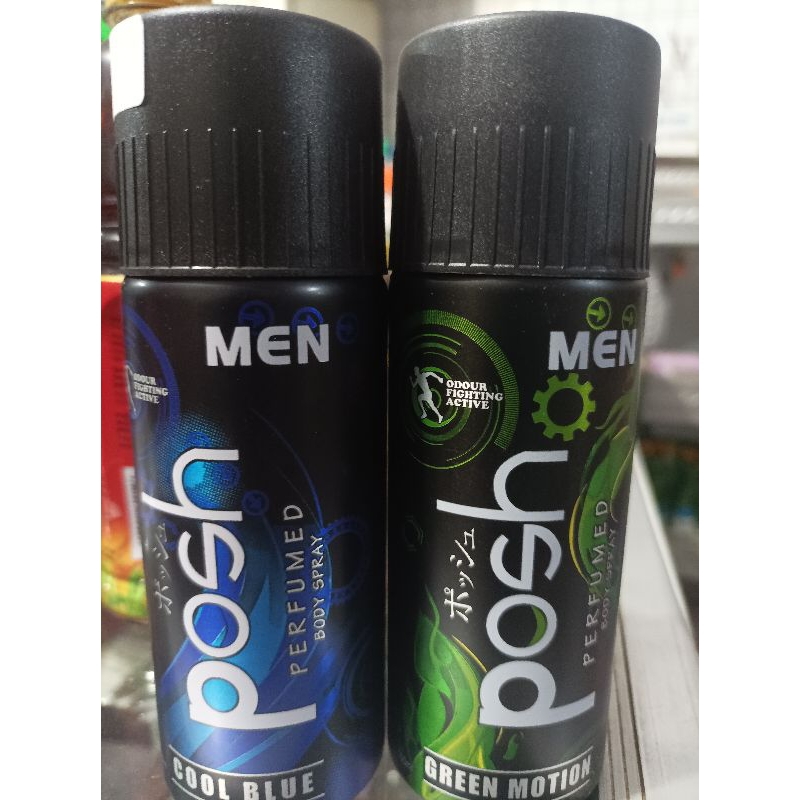 MEN
ODOUR
FIGHTING
ACTIVE
posh
ポッシュ
PERFUMED
BODY SPRAY
COOL BLUE
MEN
ODOUR
FIGHTING
ACTIVE
posh
ポッシュ
PERFUMED
BODY SPRAY
GREEN MOTION